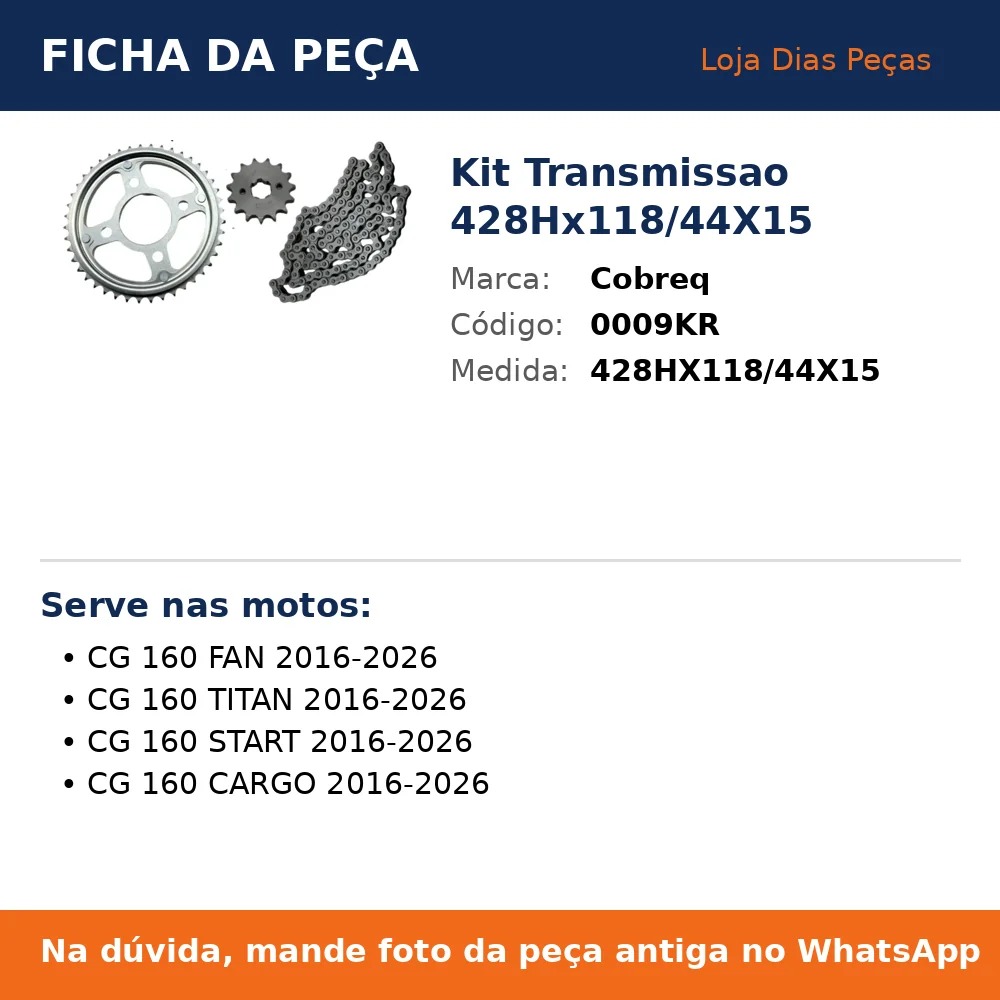 FICHA DA PEÇA
Loja Dias Peças
Kit Transmissao
428Hx118/44X15
Marca: Cobreq
Código: 0009KR
Medida: 428HX118/44X15
Serve nas motos:
• CG 160 FAN 2016-2026
• CG 160 TITAN 2016-2026
• CG 160 START 2016-2026
• CG 160 CARGO 2016-2026
Na dúvida, mande foto da peça antiga no WhatsApp